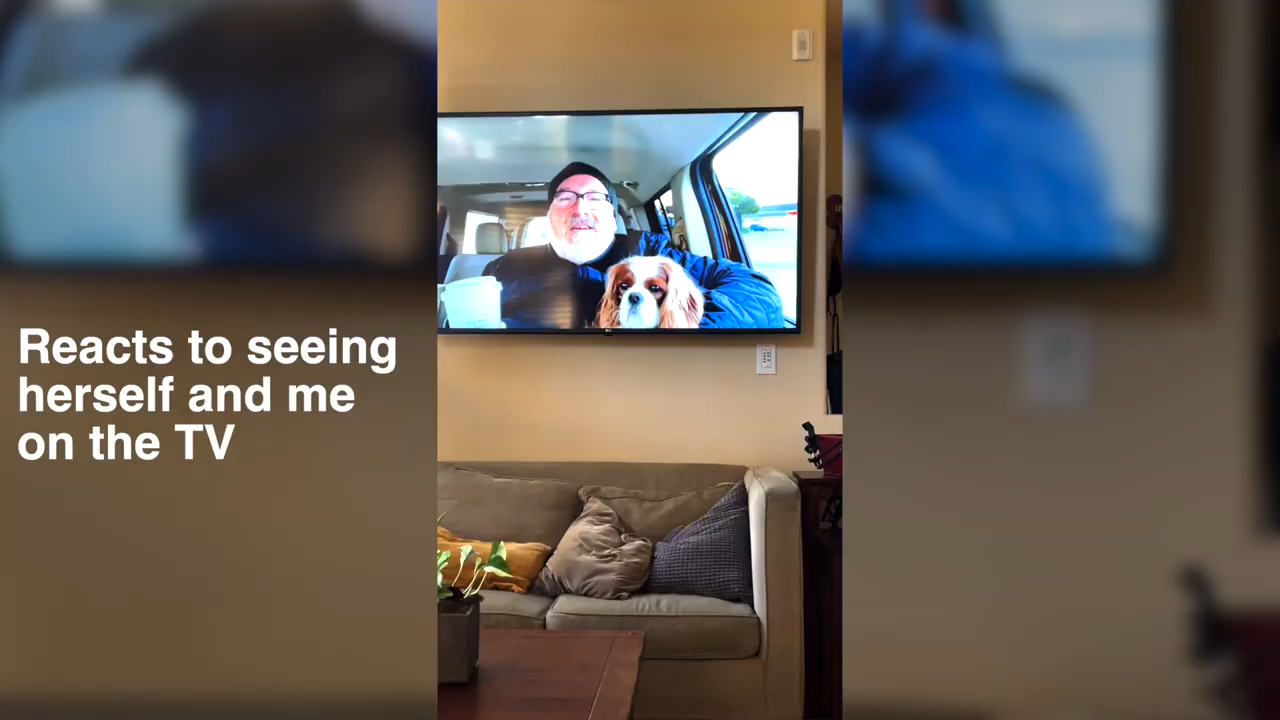 Reacts to seeing
herself and me
on the TV